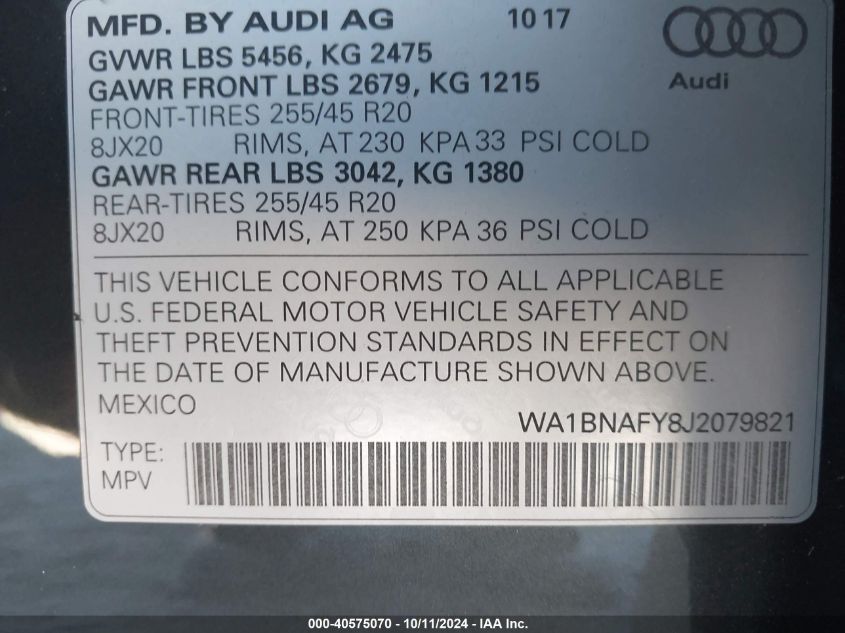 MFD. BY AUDI AG 10 17
GVWR LBS 5456, KG 2475
GAWR FRONT LBS 2679, KG 1215
Audi
FRONT-TIRES 255/45 R20
8JX20 RIMS, AT 230 KPA 33 PSI COLD
GAWR REAR LBS 3042, KG 1380
REAR-TIRES 255/45 R20
8JX20 RIMS, AT 250 KPA 36 PSI COLD
THIS VEHICLE CONFORMS TO ALL APPLICABLE
U.S. FEDERAL MOTOR VEHICLE SAFETY AND
THEFT PREVENTION STANDARDS IN EFFECT ON
THE DATE OF MANUFACTURE SHOWN ABOVE.
MEXICO
WA1BNAFY8J2079821
TYPE:
MPV
000-40575070 - 10/11/2024 - IAA Inc.